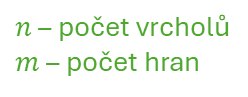 n – počet vrcholů
m – počet hran